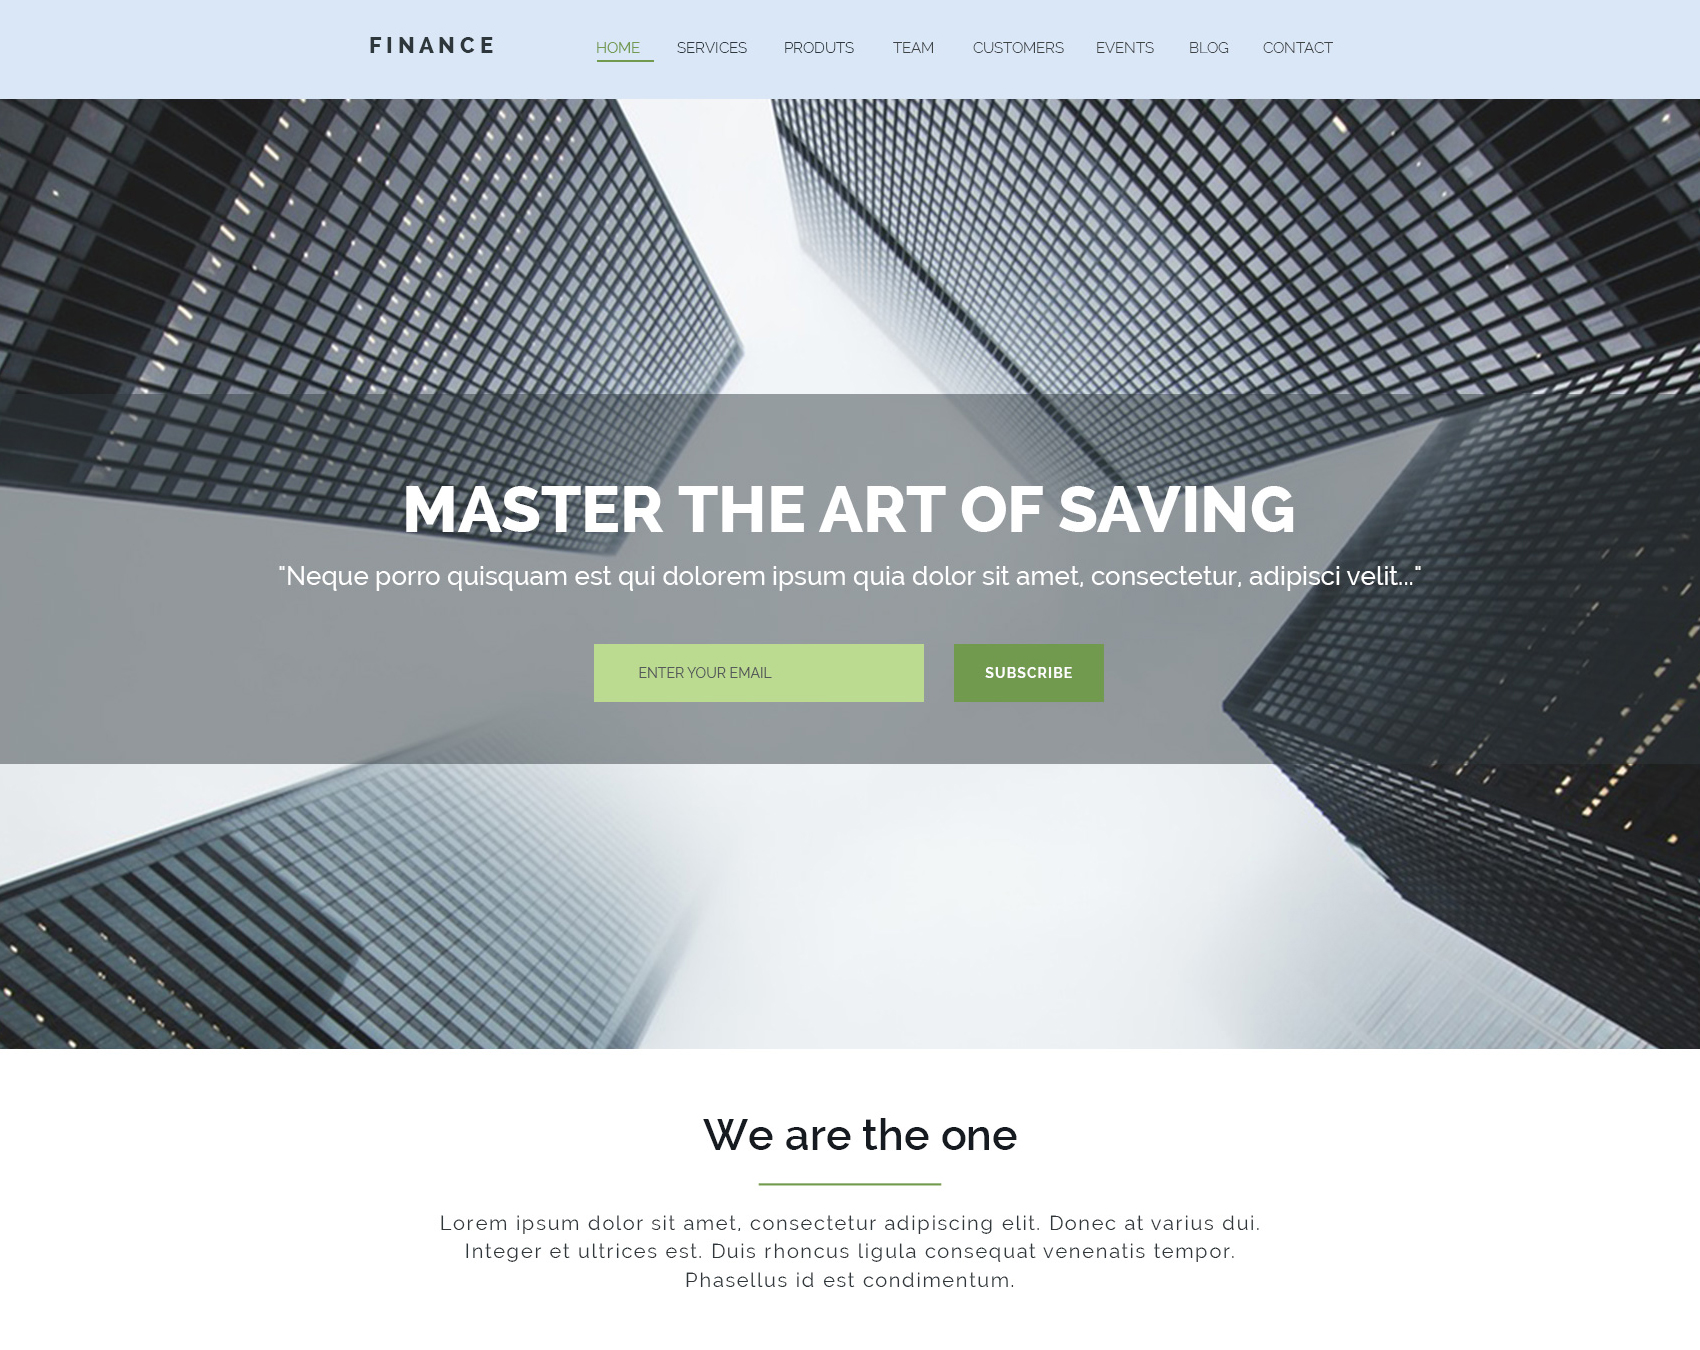 FINANCE
HOME SERVICES PRODUTS TEAM CUSTOMERS EVENTS BLOG CONTACT
MASTER THE ART OF SAVING
"Neque porro quisquam est qui dolorem ipsum quia dolor sit amet, consectetur, adipisci velit..."
ENTER YOUR EMAIL
SUBSCRIBE
We are the one
Lorem ipsum dolor sit amet, consectetur adipiscing elit. Donec at varius dui.
Integer et ultrices est. Duis rhoncus ligula consequat venenatis tempor.
Phasellus id est condimentum.